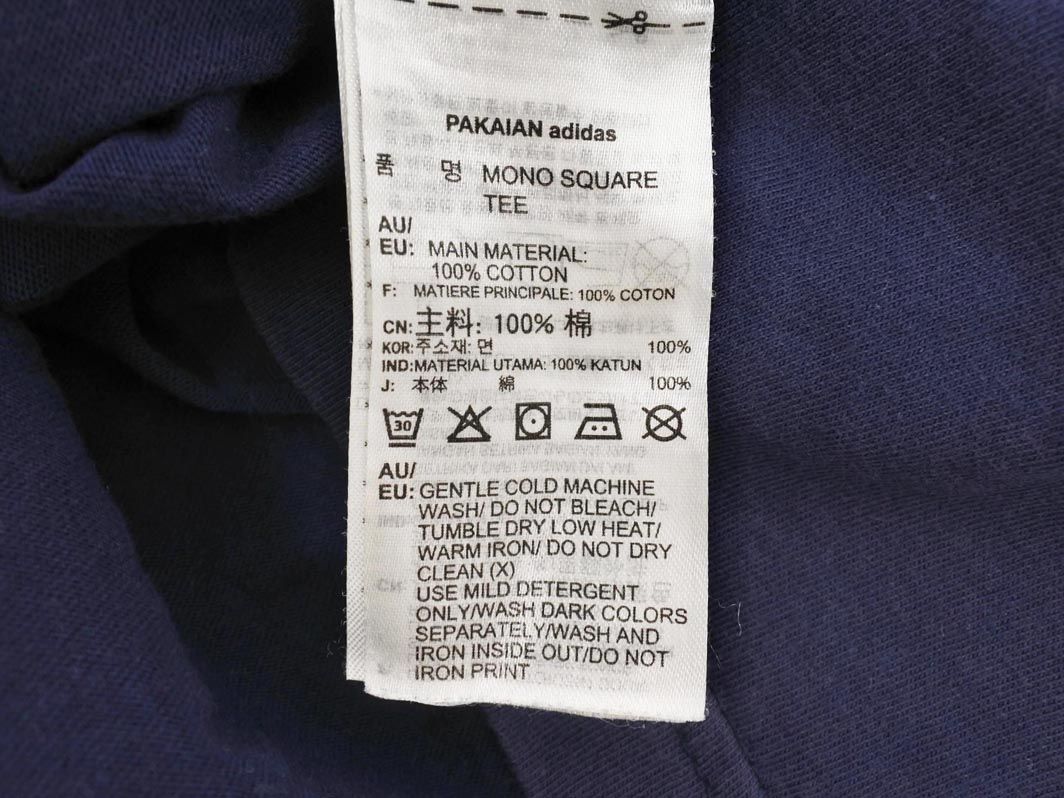 PAKAIAN adidas
품 명 MONO SQUARE
TEE
AU/
EU: MAIN MATERIAL:
100% COTTON
F: MATIERE PRINCIPALE: 100% COTON
CN: 主料: 100% 棉
KOR: 주소재: 면 100%
IND: MATERIAL UTAMA: 100% KATUN
J: 本体 綿 100%
30
AU/
EU: GENTLE COLD MACHINE
WASH/ DO NOT BLEACH/
TUMBLE DRY LOW HEAT/
WARM IRON/ DO NOT DRY
CLEAN (X)
USE MILD DETERGENT
ONLY/WASH DARK COLORS
SEPARATELY/WASH AND
IRON INSIDE OUT/DO NOT
IRON PRINT